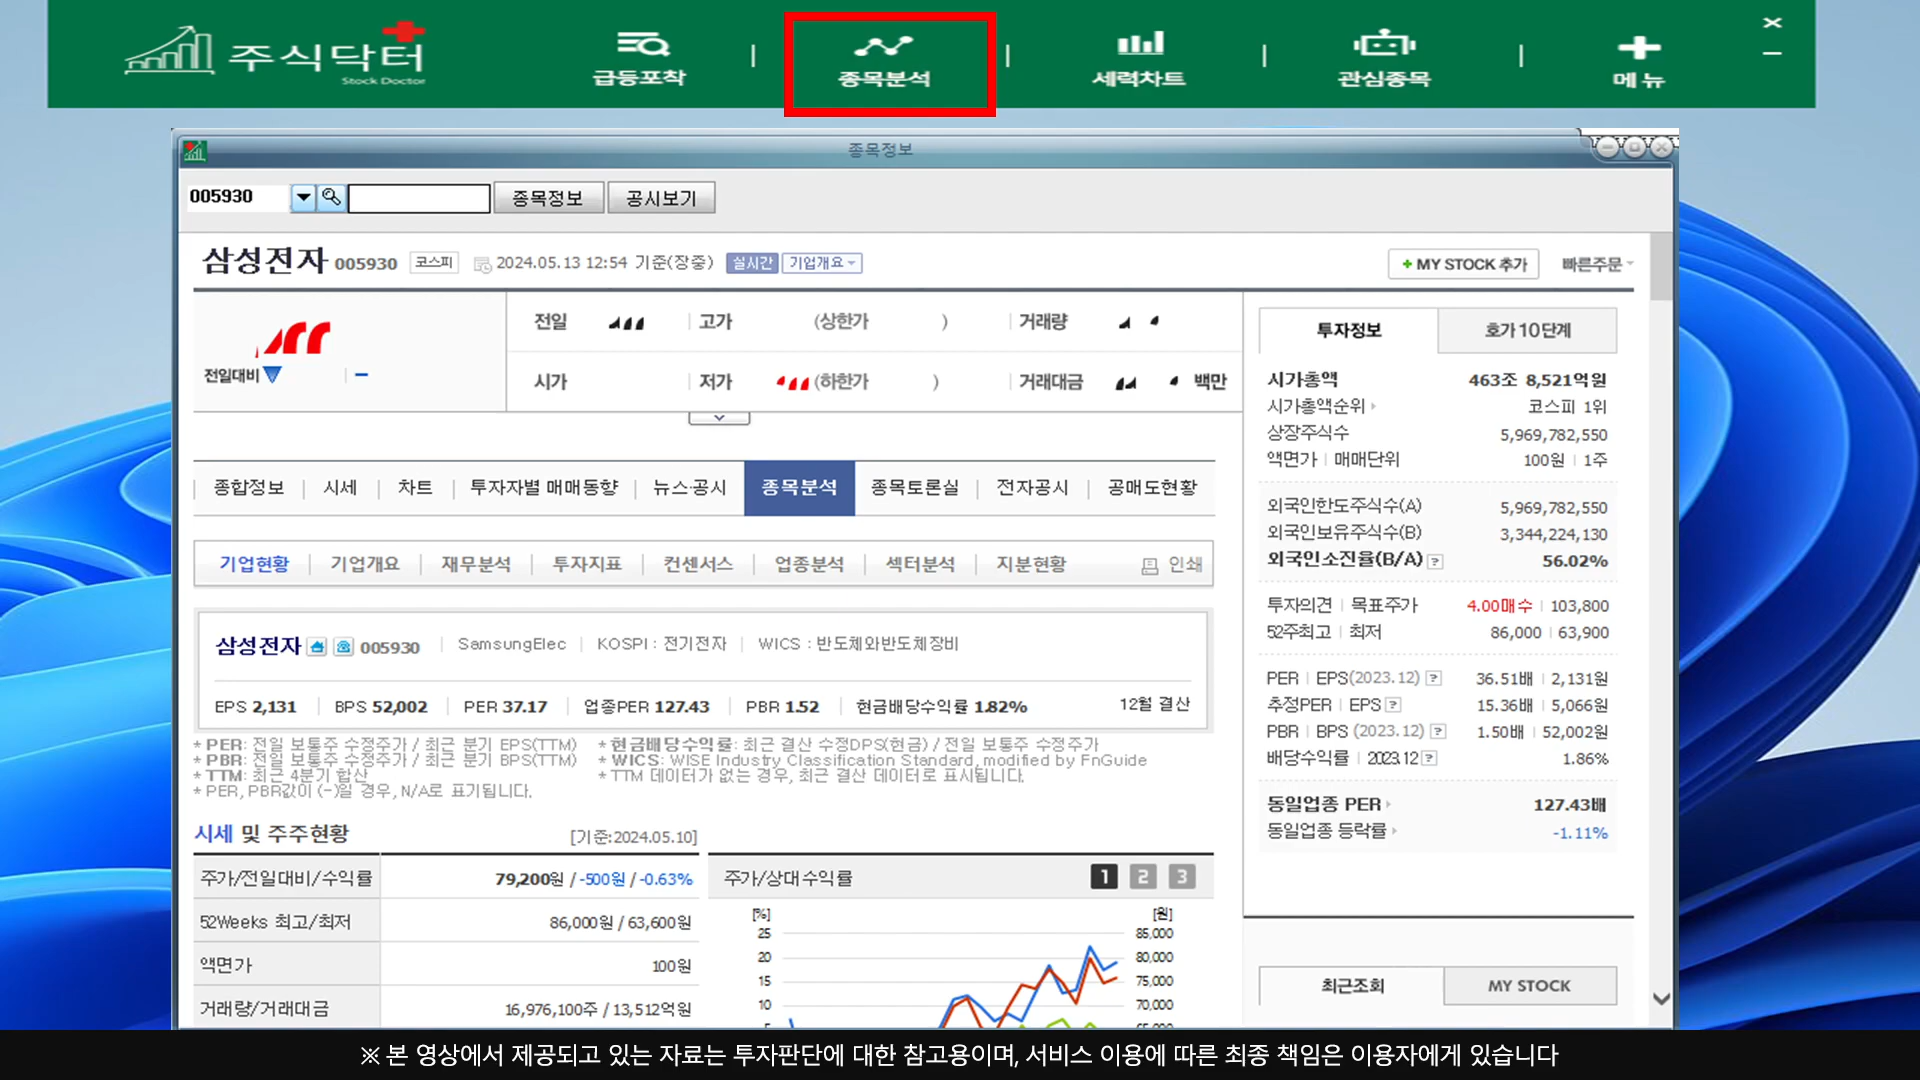 주식닥터
Stock Doctor
급등포착 | 종목분석 | 세력차트 | 관심종목 | 메뉴
종목정보
005930 종목정보 공시보기
삼성전자 005930 코스피 2024.05.13 12:54 기준(장중) 실시간 기업개요
+ MY STOCK 추가 빠른주문
전일대비
전일 고가 (상한가 ) 거래량
시가 저가 (하한가 ) 거래대금 백만
종합정보 시세 차트 투자자별 매매동향 뉴스·공시 종목분석 종목토론실 전자공시 공매도현황
기업현황 기업개요 재무분석 투자지표 컨센서스 업종분석 섹터분석 지분현황 인쇄
삼성전자 005930 SamsungElec KOSPI : 전기전자 WICS : 반도체와반도체장비
EPS 2,131 BPS 52,002 PER 37.17 업종PER 127.43 PBR 1.52 현금배당수익률 1.82% 12월 결산
* PER: 전일 보통주 수정주가 / 최근 분기 EPS(TTM) * 현금배당수익률: 최근 결산 수정DPS(현금) / 전일 보통주 수정주가
* PBR: 전일 보통주 수정주가 / 최근 분기 BPS(TTM) * WICS: WISE Industry Classification Standard, modified by FnGuide
* TTM: 최근 4분기 합산 * TTM 데이터가 없는 경우, 최근 결산 데이터로 표시됩니다.
* PER, PBR값이 (-)일 경우, N/A로 표기됩니다.
시세 및 주주현황 [기준:2024.05.10]
주가/전일대비/수익률 79,200원 / -500원 / -0.63%
52Weeks 최고/최저 86,000원 / 63,600원
액면가 100원
거래량/거래대금 16,976,100주 / 13,512억원
주가/상대수익률 1 2 3
[%] [원]
25 85,000
20 80,000
15 75,000
10 70,000
5 65,000
투자정보 호가10단계
시가총액 463조 8,521억원
시가총액순위 코스피 1위
상장주식수 5,969,782,550
액면가 | 매매단위 100원 | 1주
외국인한도주식수(A) 5,969,782,550
외국인보유주식수(B) 3,344,224,130
외국인소진율(B/A) ? 56.02%
투자의견 | 목표주가 4.00매수 | 103,800
52주최고 | 최저 86,000 | 63,900
PER | EPS(2023.12) ? 36.51배 | 2,131원
추정PER | EPS ? 15.36배 | 5,066원
PBR | BPS (2023.12) ? 1.50배 | 52,002원
배당수익률 | 2023.12 ? 1.86%
동일업종 PER 127.43배
동일업종 등락률 -1.11%
최근조회 MY STOCK
※ 본 영상에서 제공되고 있는 자료는 투자판단에 대한 참고용이며, 서비스 이용에 따른 최종 책임은 이용자에게 있습니다